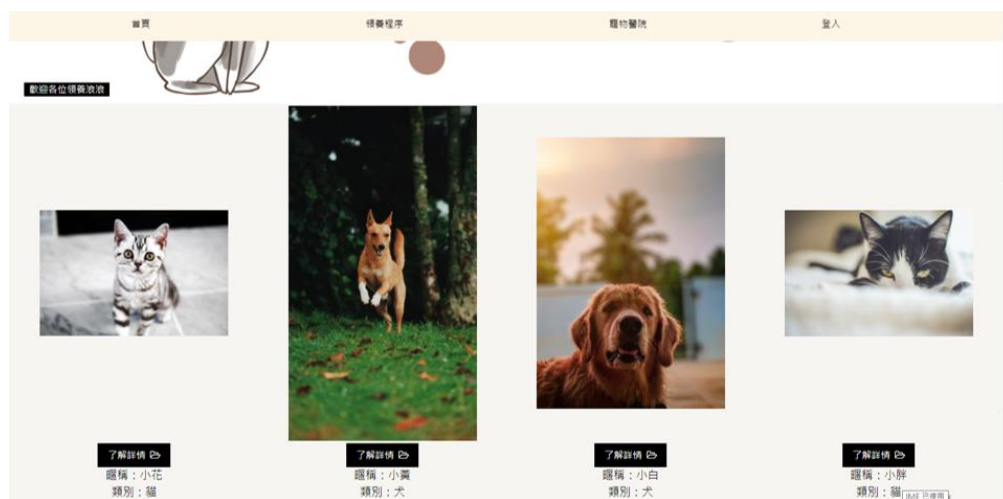 首頁 領養程序 寵物醫院 登入
歡迎各位領養浪浪
了解詳情 了解詳情 了解詳情 了解詳情
暱稱：小花 暱稱：小黃 暱稱：小白 暱稱：小胖
類別：貓 類別：犬 類別：犬 類別：貓